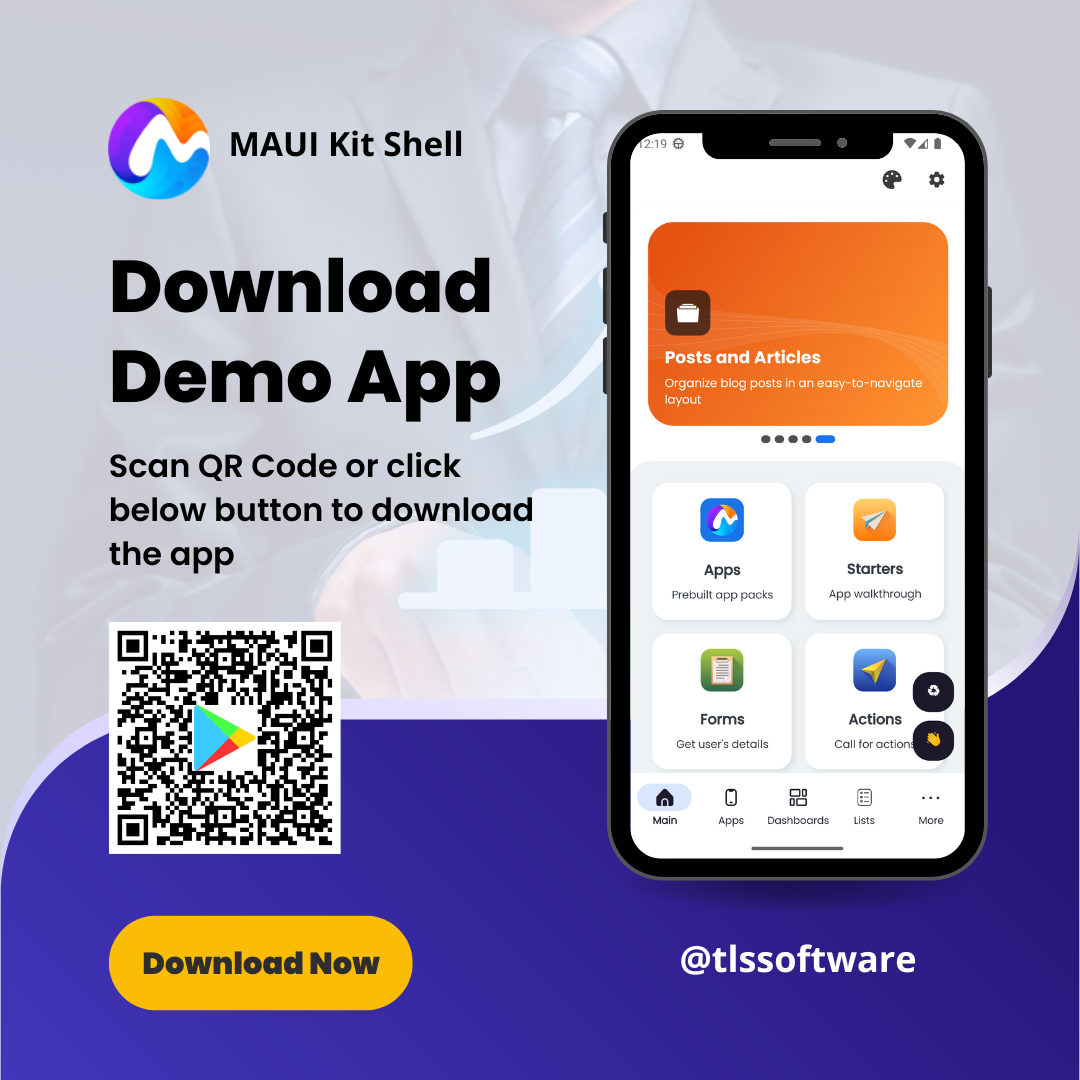 MAUI Kit Shell
Download
Demo App
Scan QR Code or click
below button to download
the app
Download Now
12:19
Posts and Articles
Organize blog posts in an easy-to-navigate
layout
Apps
Prebuilt app packs
Starters
App walkthrough
Forms
Get user's details
Actions
Call for actions
Main
Apps
Dashboards
Lists
More
@tlssoftware